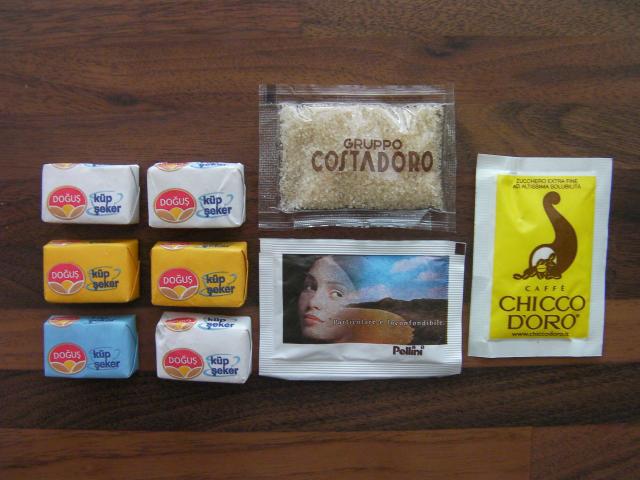 DOĞUŞ
küp
şeker
DOĞUŞ
küp
şeker
DOĞUŞ
küp
şeker
DOĞUŞ
küp
şeker
DOĞUŞ
küp
şeker
DOĞUŞ
küp
şeker
GRUPPO
COSTADORO
Particolare e Inconfondibile.
Pellini
ZUCCHERO EXTRA FINE
AD ALTISSIMA SOLUBILITÀ
CAFFÈ
CHICCO
D'ORO®
www.chiccodoro.it